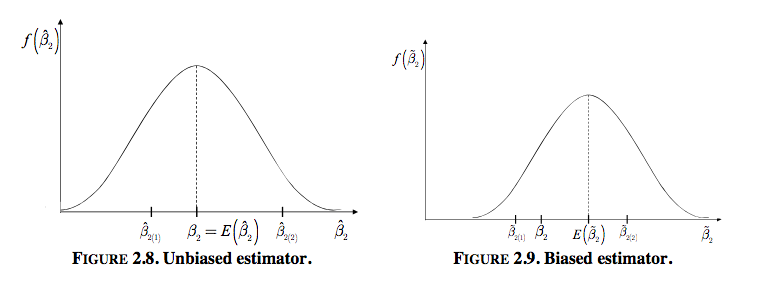 f(β̂₂)
β̂₂₍₁₎ β₂ = E(β̂₂) β̂₂₍₂₎ β̂₂
FIGURE 2.8. Unbiased estimator.
f(β̃₂)
β̃₂₍₁₎ β₂ E(β̃₂) β̃₂₍₂₎ β̃₂
FIGURE 2.9. Biased estimator.